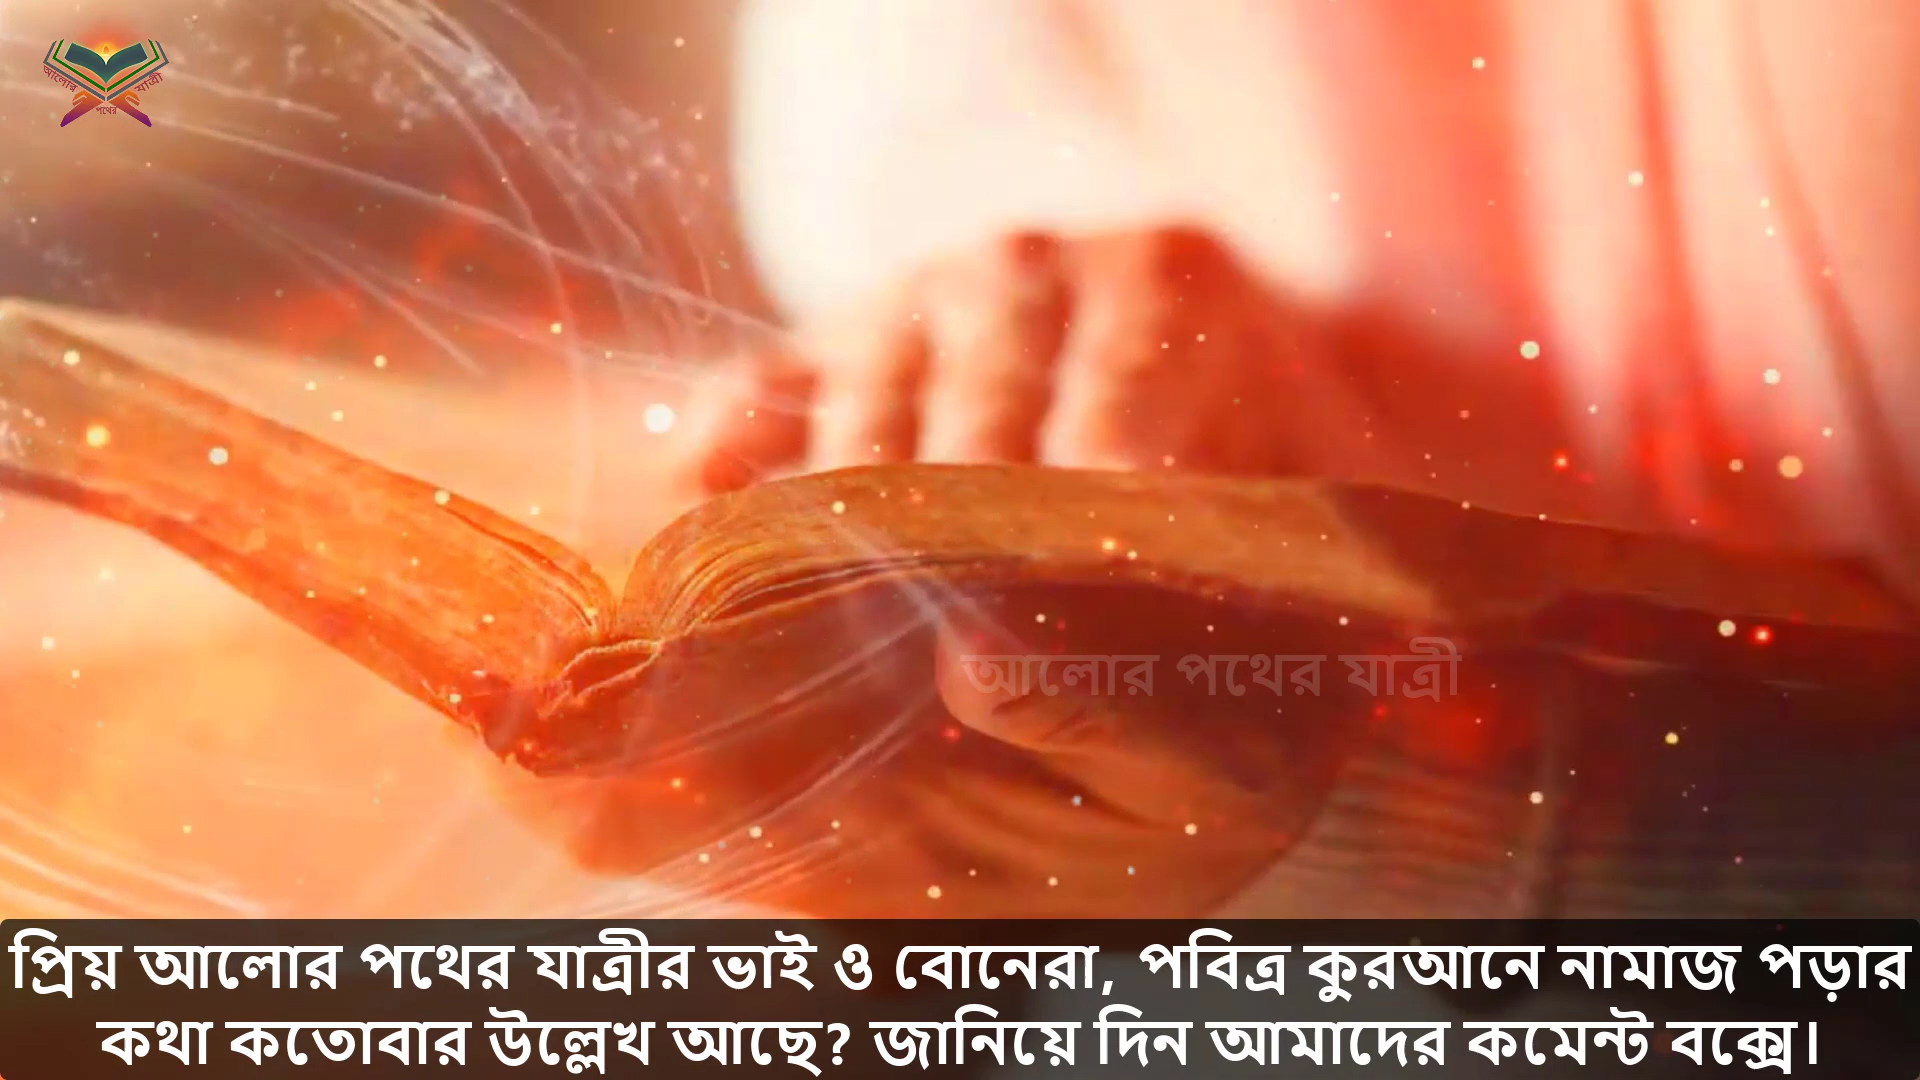 আলোর পথের যাত্রী
আলোর পথের যাত্রী
প্রিয় আলোর পথের যাত্রীর ভাই ও বোনেরা, পবিত্র কুরআনে নামাজ পড়ার
কথা কতোবার উল্লেখ আছে? জানিয়ে দিন আমাদের কমেন্ট বক্সে।